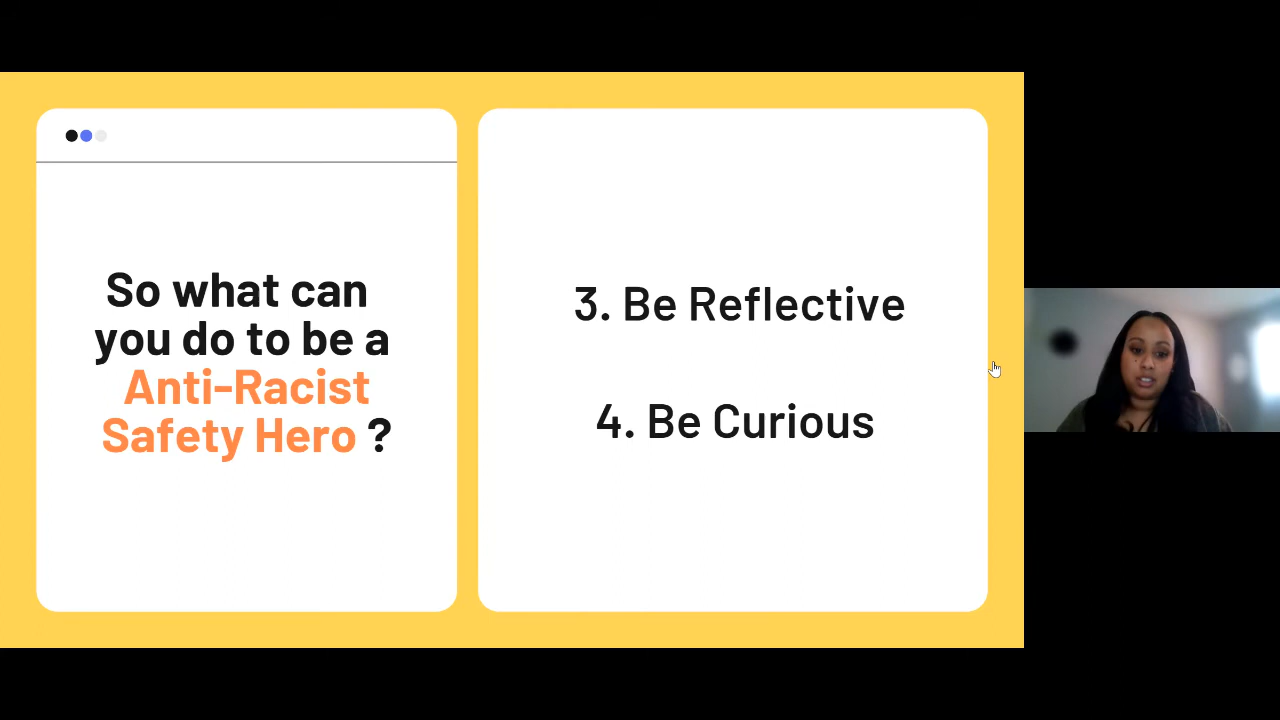 So what can
you do to be a
Anti-Racist
Safety Hero ?
3. Be Reflective
4. Be Curious